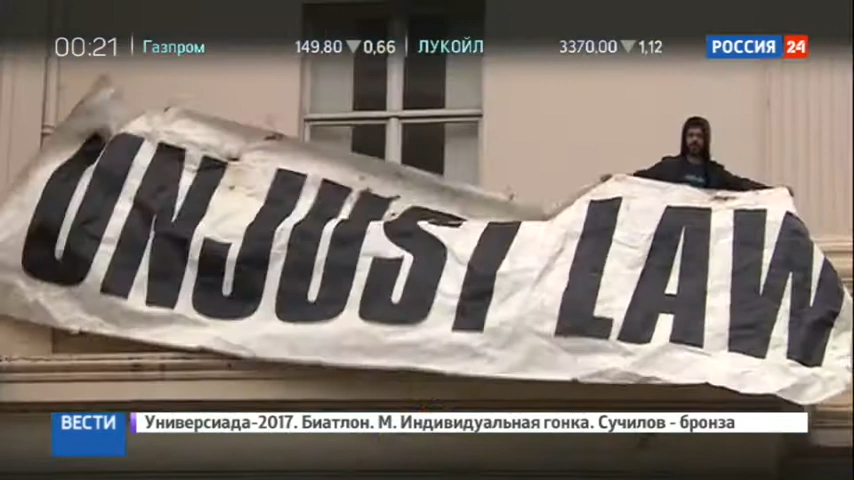 00:21 Газпром 149.80▼0,66 ЛУКОЙЛ 3370,00▼1,12 РОССИЯ 24
UNJUST LAW
ВЕСТИ Универсиада-2017. Биатлон. М. Индивидуальная гонка. Сучилов - бронза